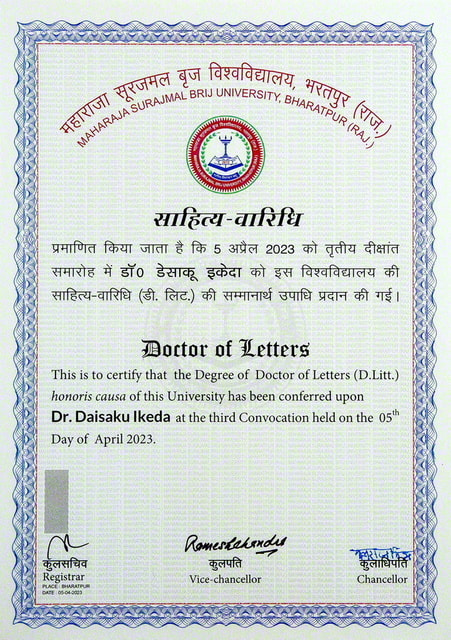 महाराजा सूरजमल बृज विश्वविद्यालय, भरतपुर (राज.)
MAHARAJA SURAJMAL BRIJ UNIVERSITY, BHARATPUR (RAJ.)
साहित्य-वारिधि
प्रमाणित किया जाता है कि 5 अप्रैल 2023 को तृतीय दीक्षांत
समारोह में डॉ0 डेसाकू इकेदा को इस विश्वविद्यालय की
साहित्य-वारिधि (डी. लिट.) की सम्मानार्थ उपाधि प्रदान की गई।
Doctor of Letters
This is to certify that the Degree of Doctor of Letters (D.Litt.)
honoris causa of this University has been conferred upon
Dr. Daisaku Ikeda at the third Convocation held on the 05th
Day of April 2023.
Rameshchandra
कुलसचिव
Registrar
PLACE : BHARATPUR
DATE : 05-04-2023
कुलपति
Vice-chancellor
कुलाधिपति
Chancellor